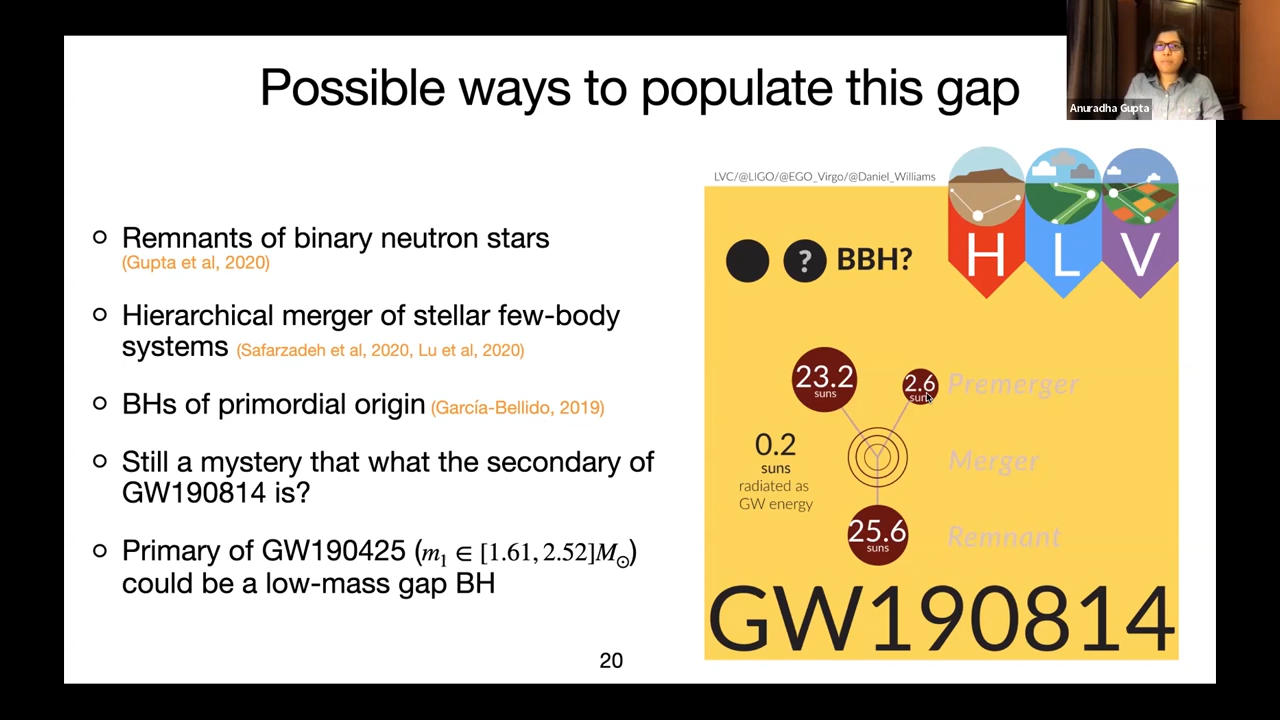 Possible ways to populate this gap
Anuradha Gupta
LVC/@LIGO/@EGO_Virgo/@Daniel_Williams
Remnants of binary neutron stars
(Gupta et al, 2020)
Hierarchical merger of stellar few-body
systems (Safarzadeh et al, 2020, Lu et al, 2020)
BHs of primordial origin (García-Bellido, 2019)
Still a mystery that what the secondary of
GW190814 is?
Primary of GW190425 (m₁ ∈ [1.61, 2.52]M⊙)
could be a low-mass gap BH
20
? BBH?
H L V
23.2
suns
2.6
suns
Premerger
0.2
suns
radiated as
GW energy
Merger
25.6
suns
Remnant
GW190814